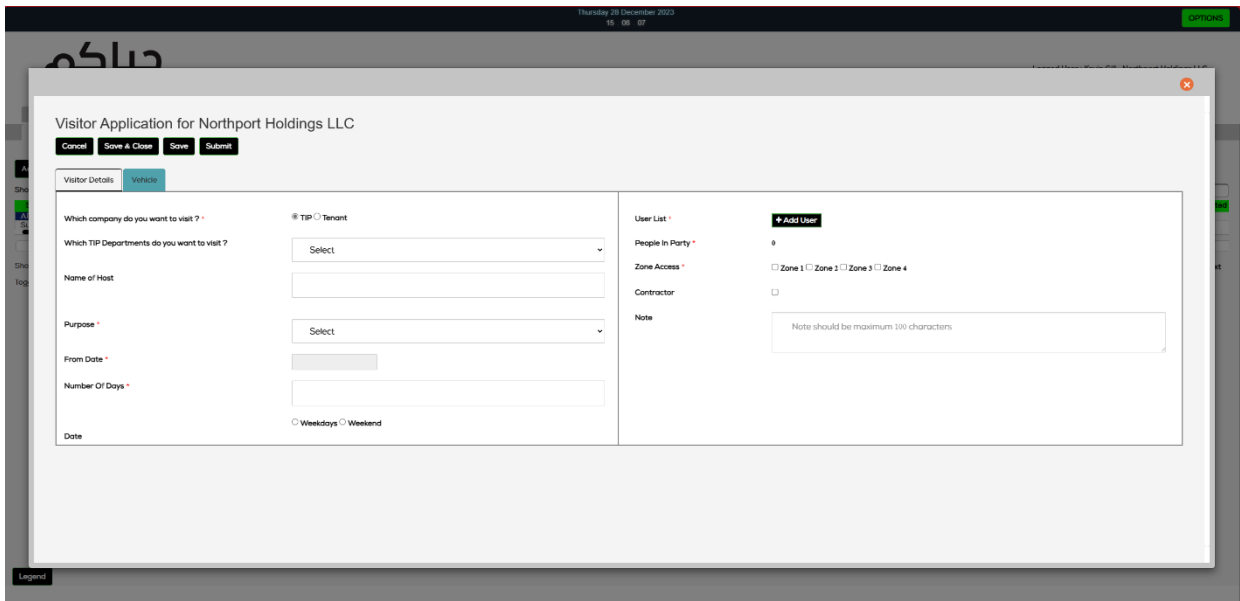 Thursday 28 December 2023
15 08 07
OPTIONS
حياكم
Visitor Application for Northport Holdings LLC
Cancel Save & Close Save Submit
Visitor Details Vehicle
Which company do you want to visit ? * TIP Tenant
Which TIP Departments do you want to visit ? Select
Name of Host
Purpose * Select
From Date *
Number Of Days *
Weekdays Weekend
Date
User List * + Add User
People In Party * 0
Zone Access * Zone 1 Zone 2 Zone 3 Zone 4
Contractor
Note Note should be maximum 100 characters
Legend